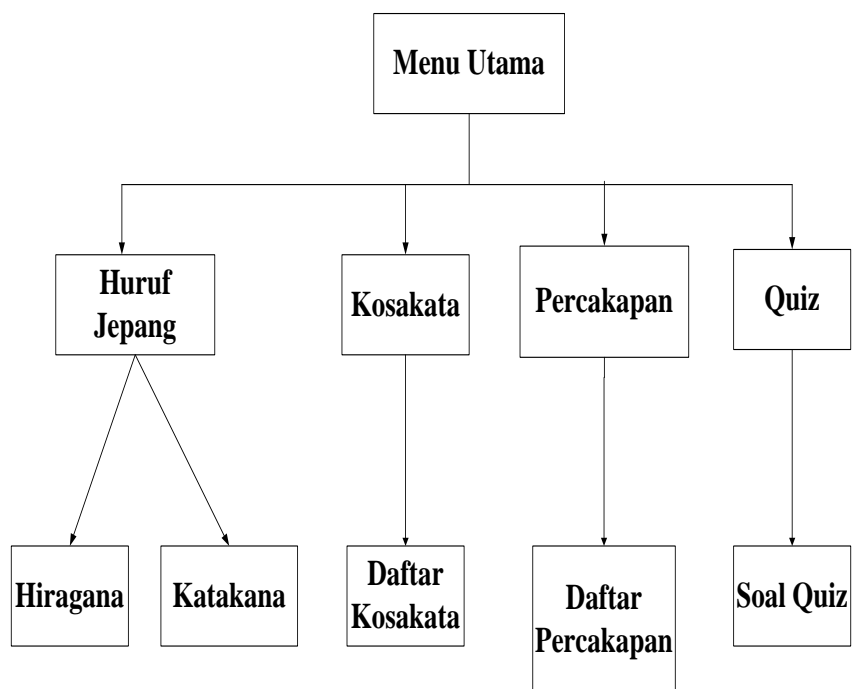 Menu Utama
Huruf
Jepang
Kosakata
Percakapan
Quiz
Hiragana
Katakana
Daftar
Kosakata
Daftar
Percakapan
Soal Quiz